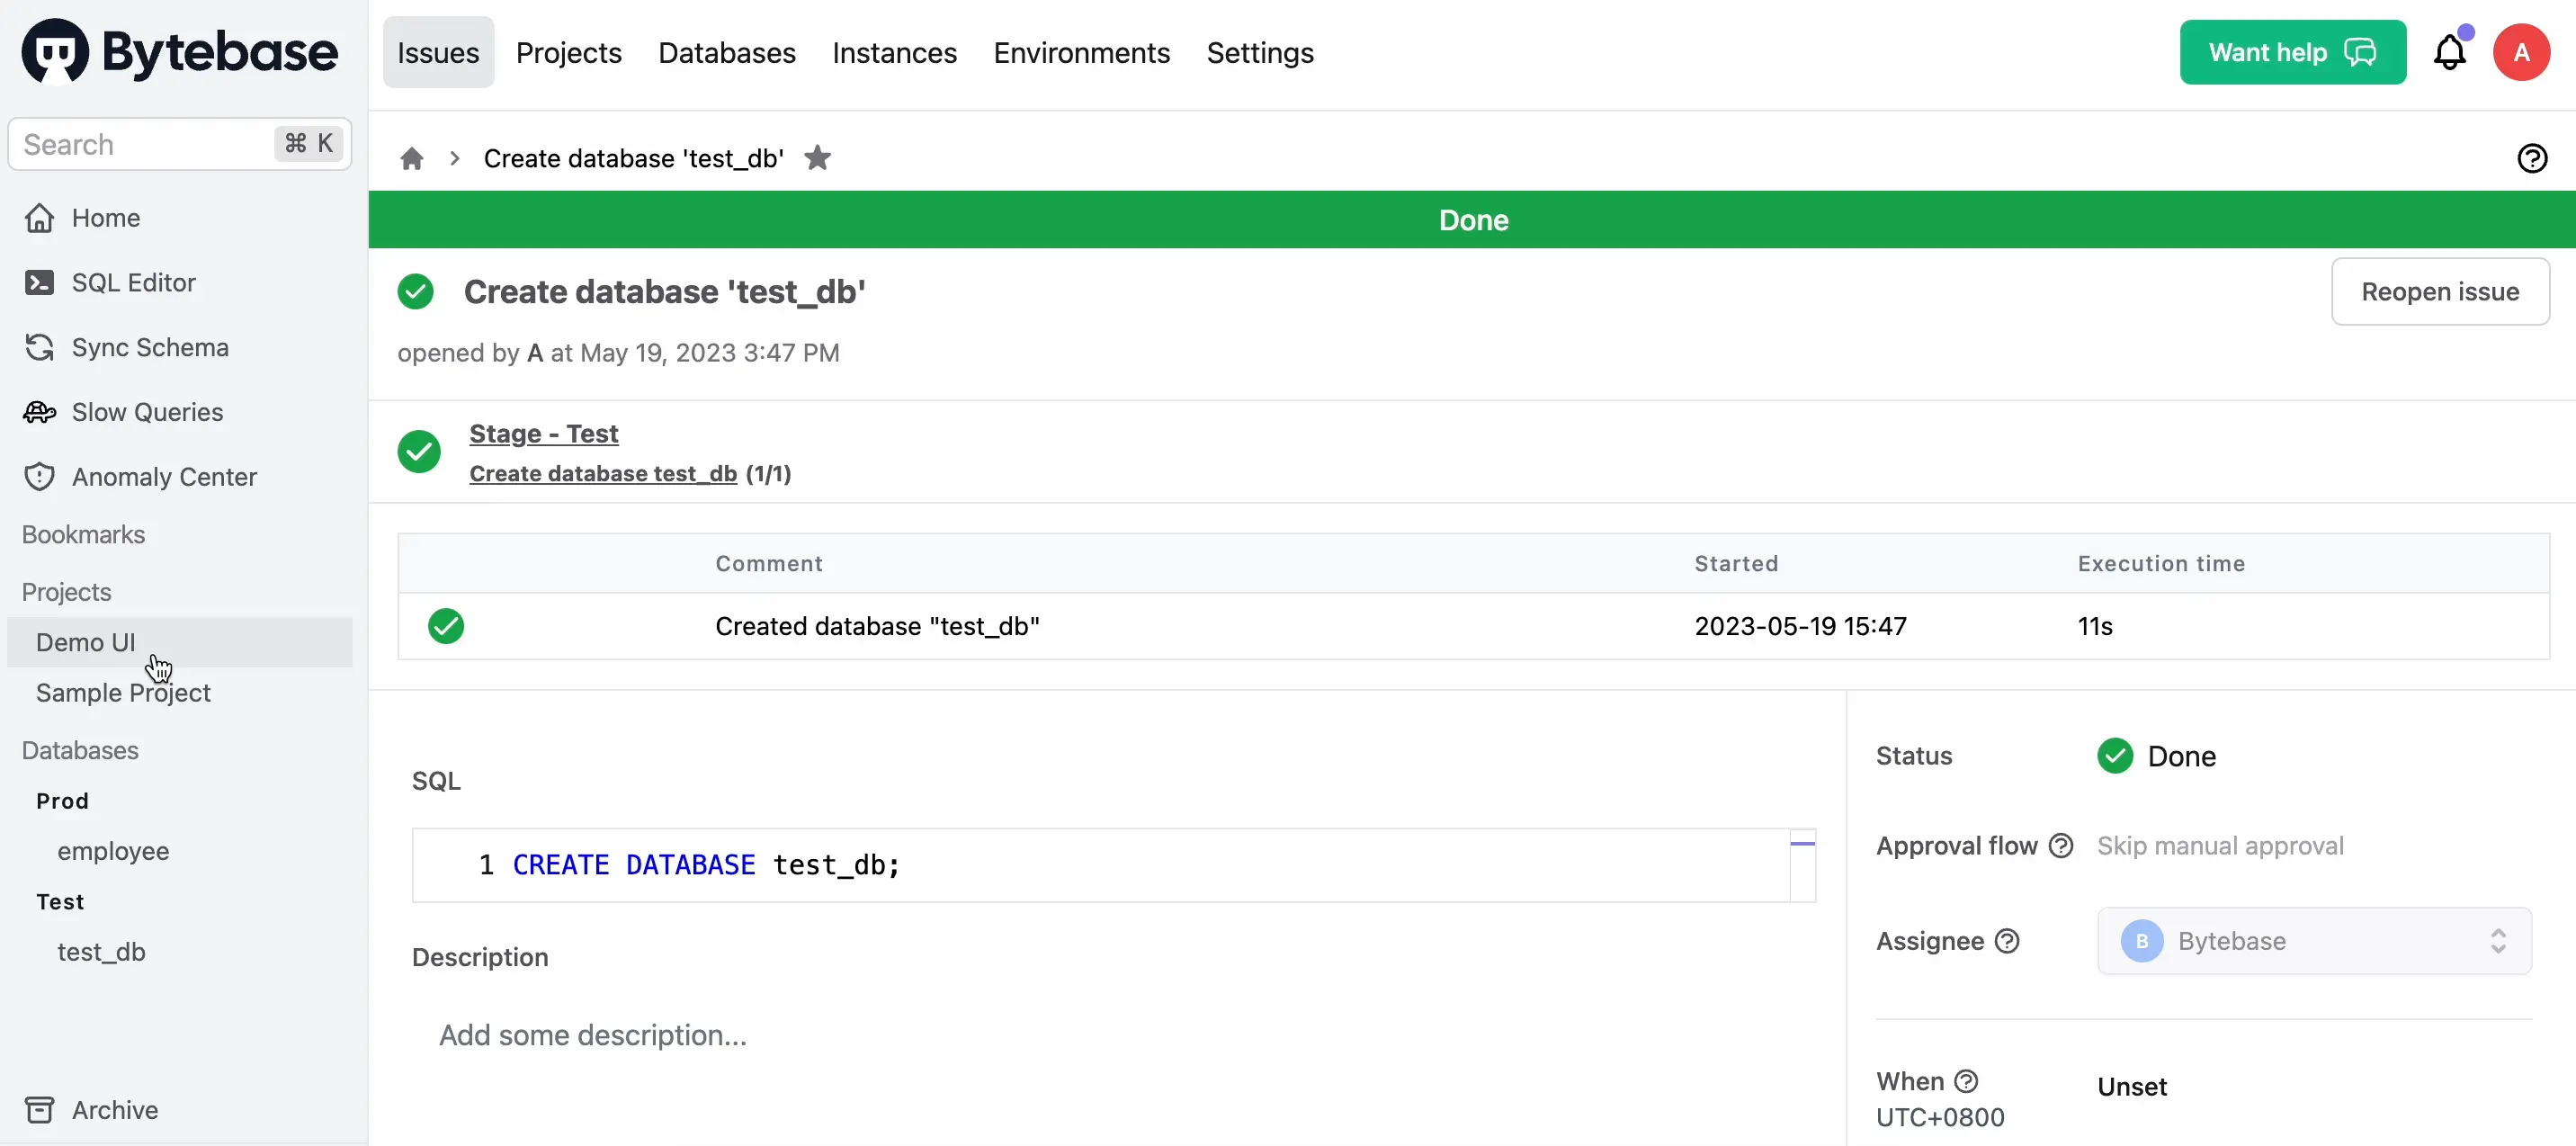 Bytebase
Issues Projects Databases Instances Environments Settings
Want help
A
Search ⌘ K
Home
SQL Editor
Sync Schema
Slow Queries
Anomaly Center
Bookmarks
Projects
Demo UI
Sample Project
Databases
Prod
employee
Test
test_db
Archive
Create database 'test_db'
Done
Create database 'test_db'
Reopen issue
opened by A at May 19, 2023 3:47 PM
Stage - Test
Create database test_db (1/1)
Comment Started Execution time
Created database "test_db" 2023-05-19 15:47 11s
SQL
1 CREATE DATABASE test_db;
Description
Add some description...
Status Done
Approval flow Skip manual approval
Assignee B Bytebase
When Unset
UTC+0800